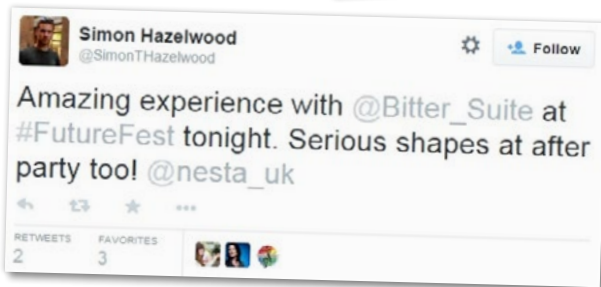 Simon Hazelwood
@SimonTHazelwood
Follow
Amazing experience with @Bitter_Suite at
#FutureFest tonight. Serious shapes at after
party too! @nesta_uk
RETWEETS FAVORITES
2 3